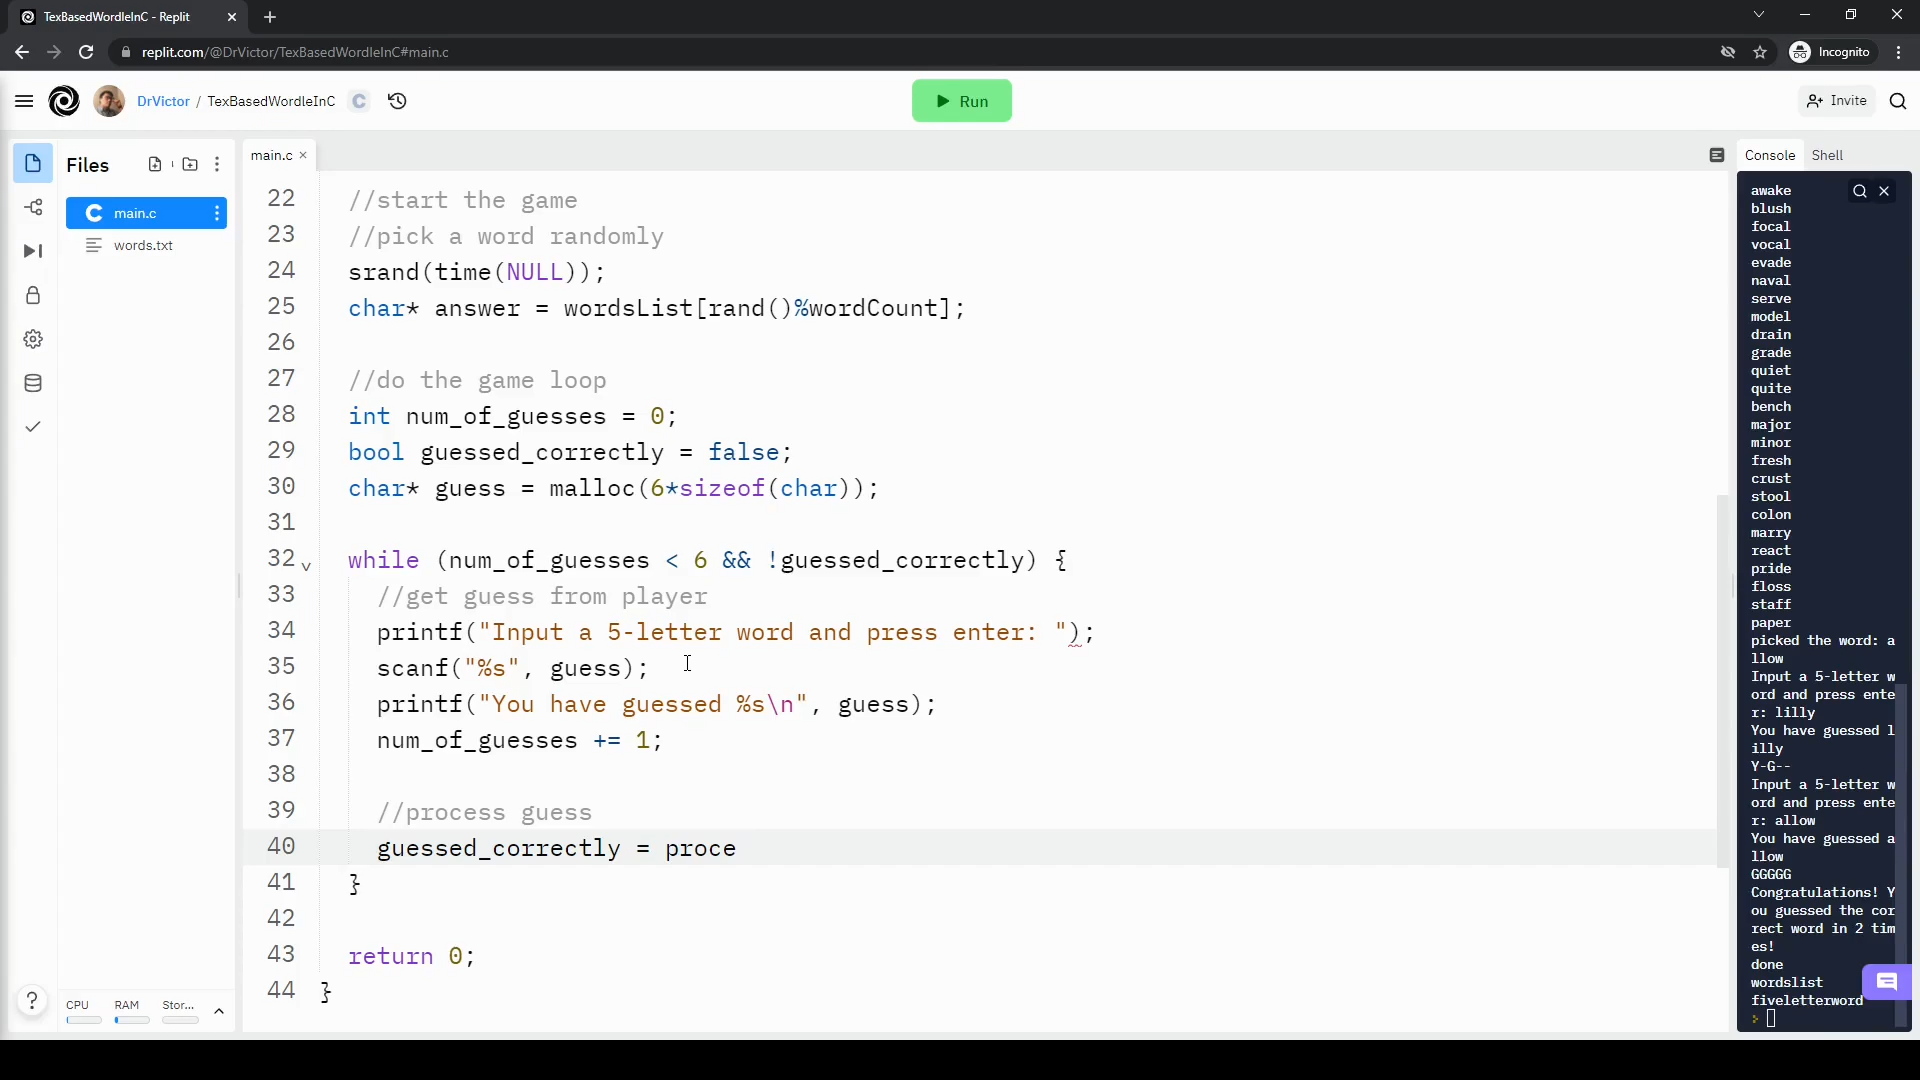 TexBasedWordleInC - Replit
replit.com/@DrVictor/TexBasedWordleInC#main.c
Incognito
DrVictor / TexBasedWordleInC
C
Run
Invite
Files
main.c
words.txt
CPU
RAM
Stor...
main.c
22 //start the game
23 //pick a word randomly
24 srand(time(NULL));
25 char* answer = wordsList[rand()%wordCount];
26
27 //do the game loop
28 int num_of_guesses = 0;
29 bool guessed_correctly = false;
30 char* guess = malloc(6*sizeof(char));
31
32 while (num_of_guesses < 6 && !guessed_correctly) {
33 //get guess from player
34 printf("Input a 5-letter word and press enter: ");
35 scanf("%s", guess);
36 printf("You have guessed %s\n", guess);
37 num_of_guesses += 1;
38
39 //process guess
40 guessed_correctly = proce
41 }
42
43 return 0;
44 }
Console
Shell
awake
blush
focal
vocal
evade
naval
serve
model
drain
grade
quiet
quite
bench
major
minor
fresh
crust
stool
colon
marry
react
pride
floss
staff
paper
picked the word: a
llow
Input a 5-letter w
ord and press ente
r: lilly
You have guessed l
illy
Y-G--
Input a 5-letter w
ord and press ente
r: allow
You have guessed a
llow
GGGGG
Congratulations! Y
ou guessed the cor
rect word in 2 tim
es!
done
wordslist
fiveletterword